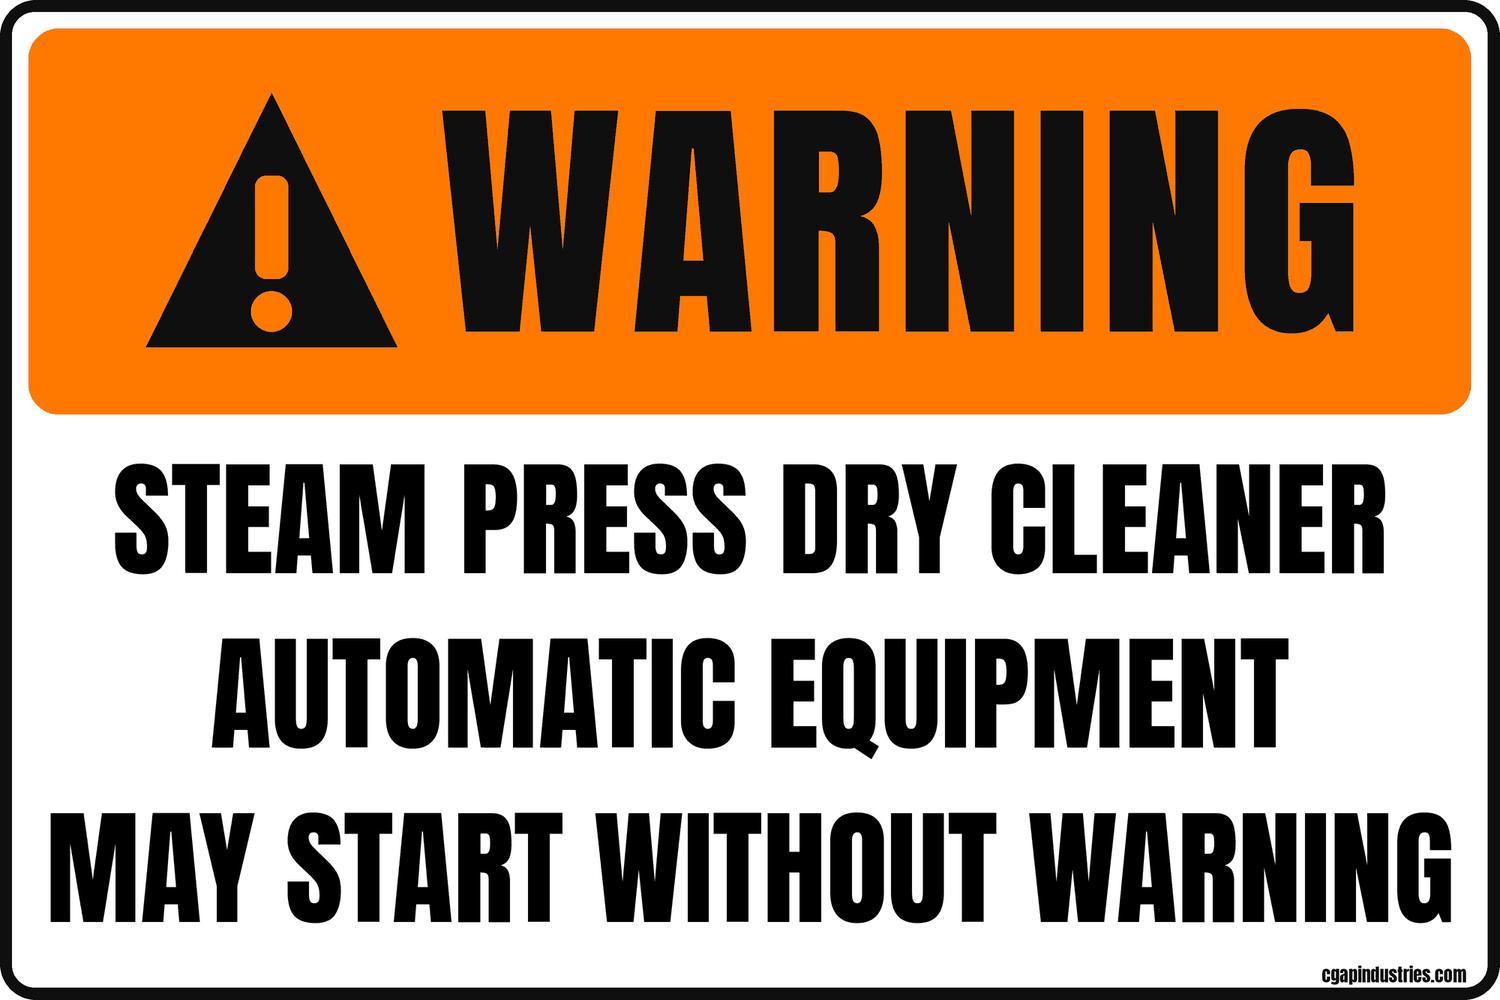 WARNING
STEAM PRESS DRY CLEANER
AUTOMATIC EQUIPMENT
MAY START WITHOUT WARNING
cgapindustries.com